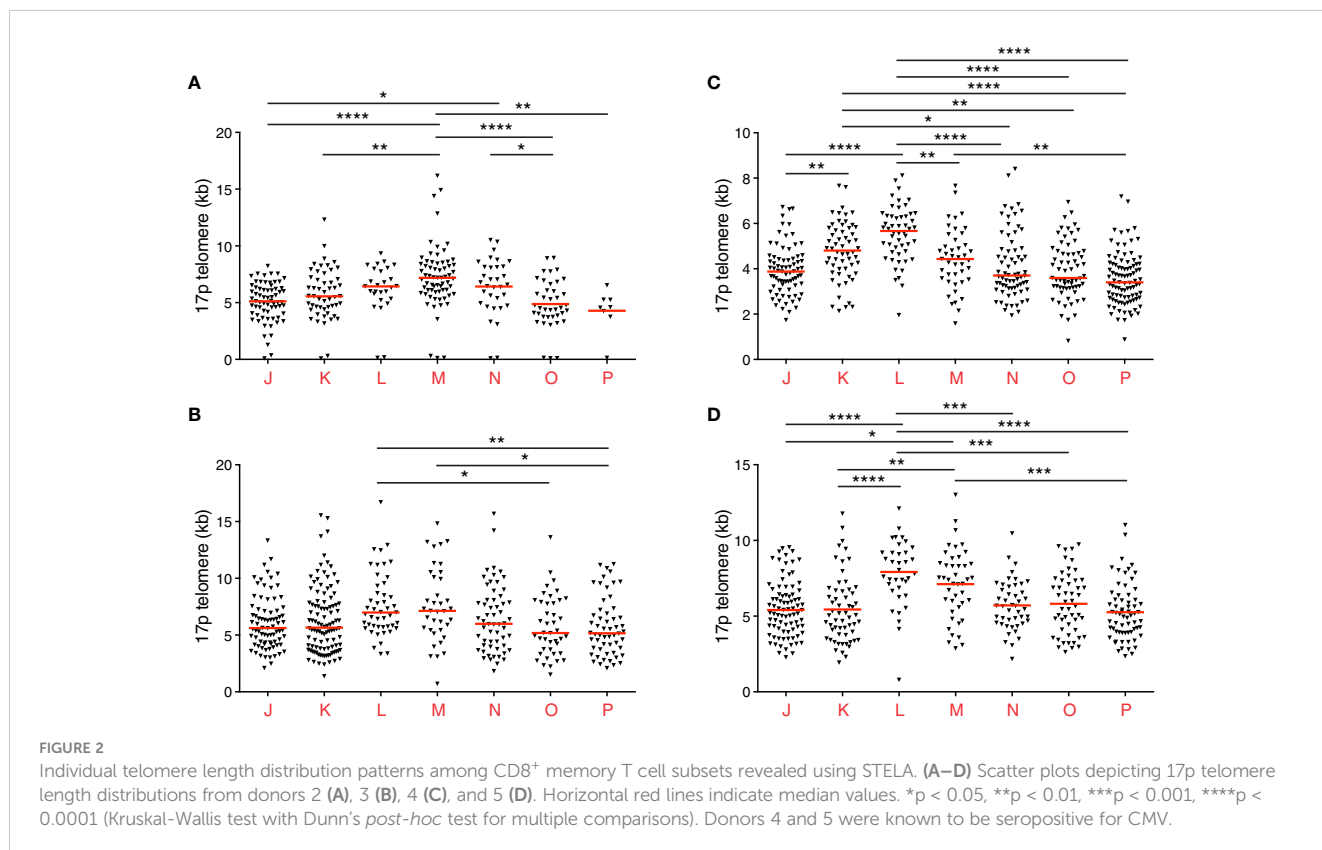 A
*
**
****
****
**
*
20
15
10
5
0
17p telomere (kb)
J K L M N O P
C
****
****
****
**
*
****
****
**
**
**
10
8
6
4
2
0
17p telomere (kb)
J K L M N O P
B
**
*
*
20
15
10
5
0
17p telomere (kb)
J K L M N O P
D
***
****
****
*
***
**
***
****
15
10
5
0
17p telomere (kb)
J K L M N O P
FIGURE 2
Individual telomere length distribution patterns among CD8⁺ memory T cell subsets revealed using STELA. (A–D) Scatter plots depicting 17p telomere
length distributions from donors 2 (A), 3 (B), 4 (C), and 5 (D). Horizontal red lines indicate median values. *p < 0.05, **p < 0.01, ***p < 0.001, ****p <
0.0001 (Kruskal-Wallis test with Dunn's post-hoc test for multiple comparisons). Donors 4 and 5 were known to be seropositive for CMV.